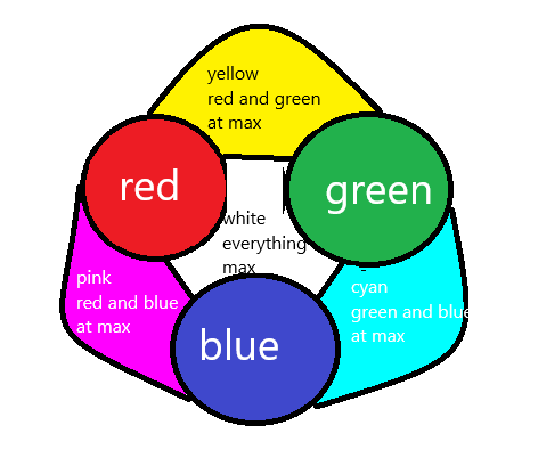 yellow
red and green
at max
red
green
white
everything
max
pink
red and blue
at max
cyan
green and blue
at max
blue